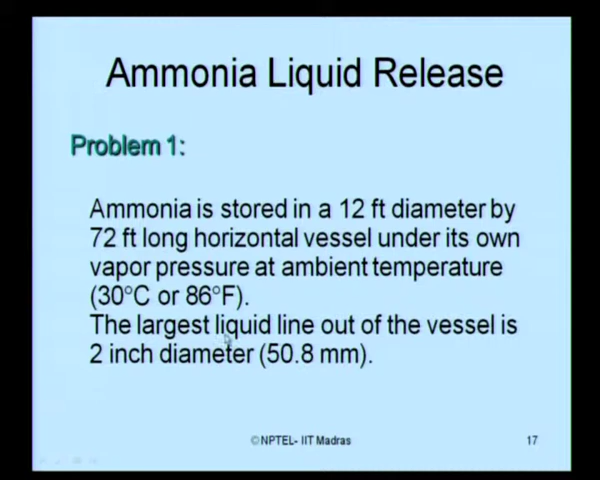 Ammonia Liquid Release
Problem 1:
Ammonia is stored in a 12 ft diameter by
72 ft long horizontal vessel under its own
vapor pressure at ambient temperature
(30°C or 86°F).
The largest liquid line out of the vessel is
2 inch diameter (50.8 mm).
©NPTEL- IIT Madras
17